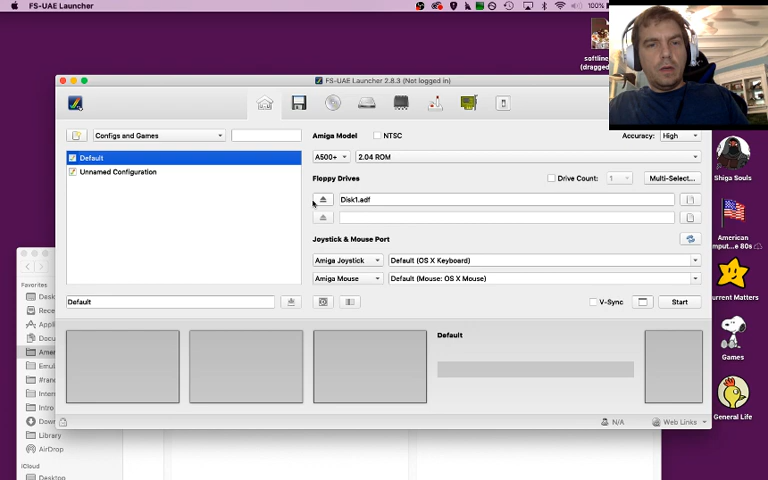 FS-UAE Launcher
100%
softline
(dragged
FS-UAE Launcher 2.8.3 (Not logged in)
Configs and Games
Amiga Model
NTSC
Accuracy:
High
Default
Unnamed Configuration
A500+
2.04 ROM
Floppy Drives
Drive Count:
1
Multi-Select...
Disk1.adf
Joystick & Mouse Port
Amiga Joystick
Default (OS X Keyboard)
Amiga Mouse
Default (Mouse: OS X Mouse)
Default
V-Sync
Start
Default
N/A
Web Links
Favorites
Desk
Rece
Appli
Docu
Amer
Emul
#ran
Inter
Intro
Down
Library
AirDrop
iCloud
Desktop
Shiga Souls
American
mput...e 80s
urrent Matters
Games
General Life